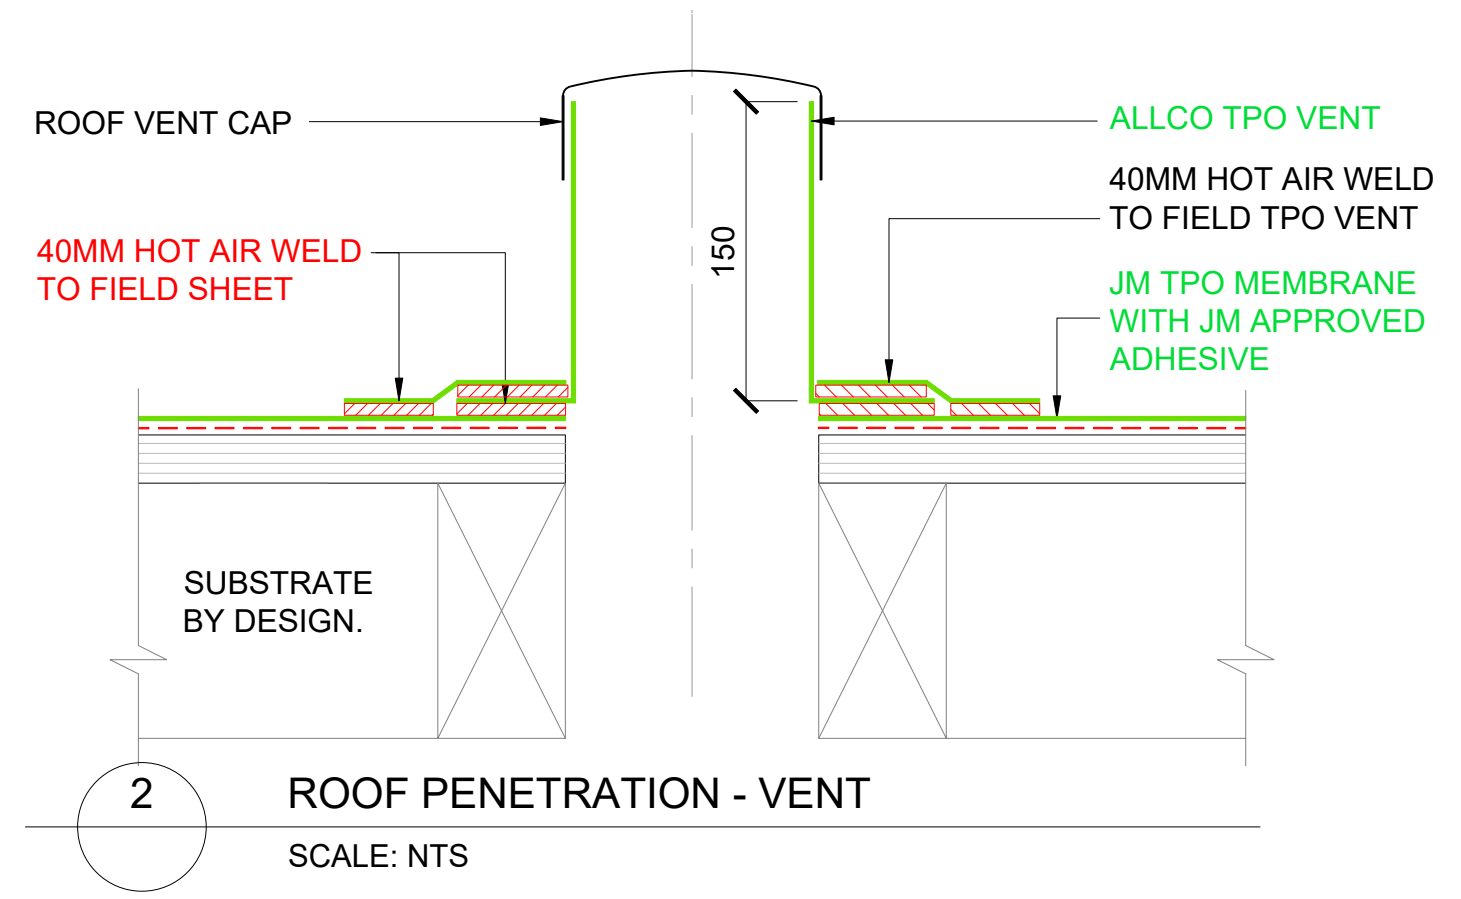 ROOF VENT CAP
40MM HOT AIR WELD
TO FIELD SHEET
150
ALLCO TPO VENT
40MM HOT AIR WELD
TO FIELD TPO VENT
JM TPO MEMBRANE
WITH JM APPROVED
ADHESIVE
SUBSTRATE
BY DESIGN.
2
ROOF PENETRATION - VENT
SCALE: NTS